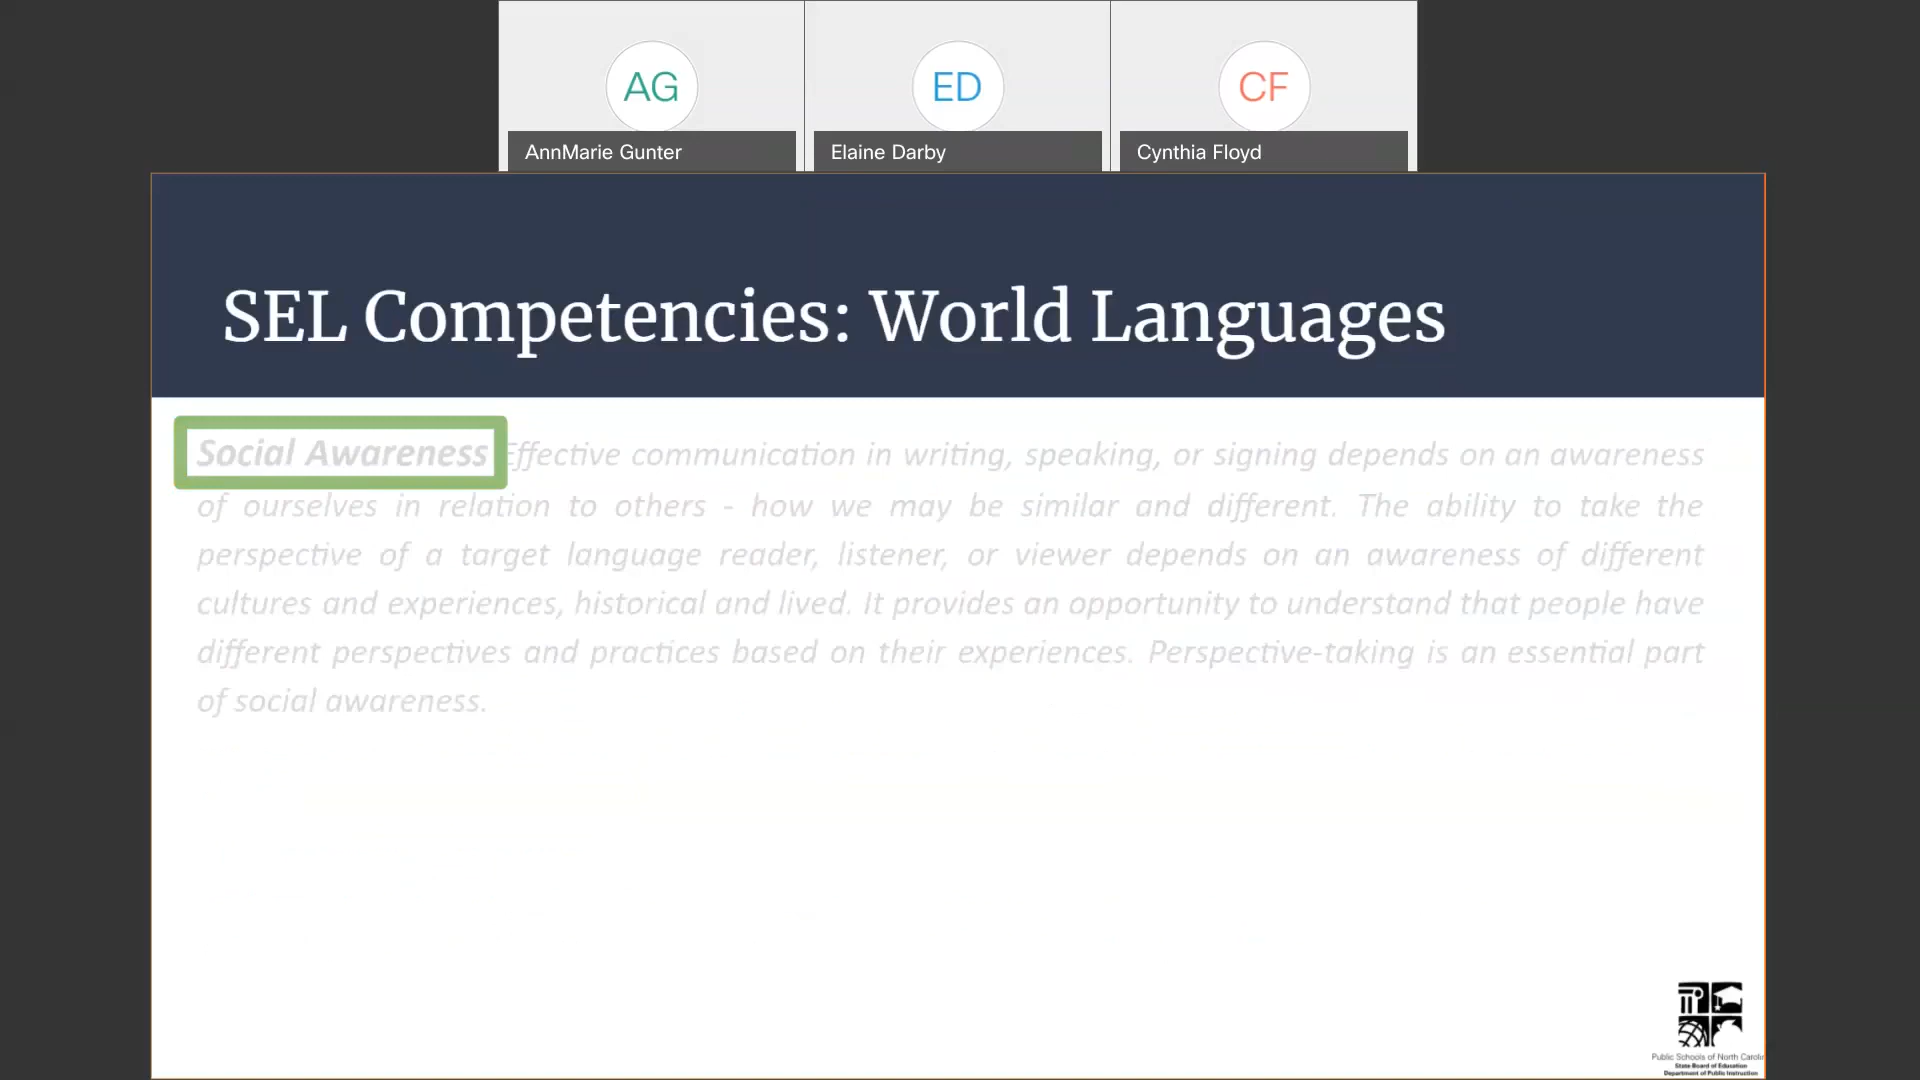 AG
ED
CF
AnnMarie Gunter
Elaine Darby
Cynthia Floyd
SEL Competencies: World Languages
Social Awareness Effective communication in writing, speaking, or signing depends on an awareness
of ourselves in relation to others - how we may be similar and different. The ability to take the
perspective of a target language reader, listener, or viewer depends on an awareness of different
cultures and experiences, historical and lived. It provides an opportunity to understand that people have
different perspectives and practices based on their experiences. Perspective-taking is an essential part
of social awareness.
Public Schools of North Carolin
State Board of Education
Department of Public Instruction